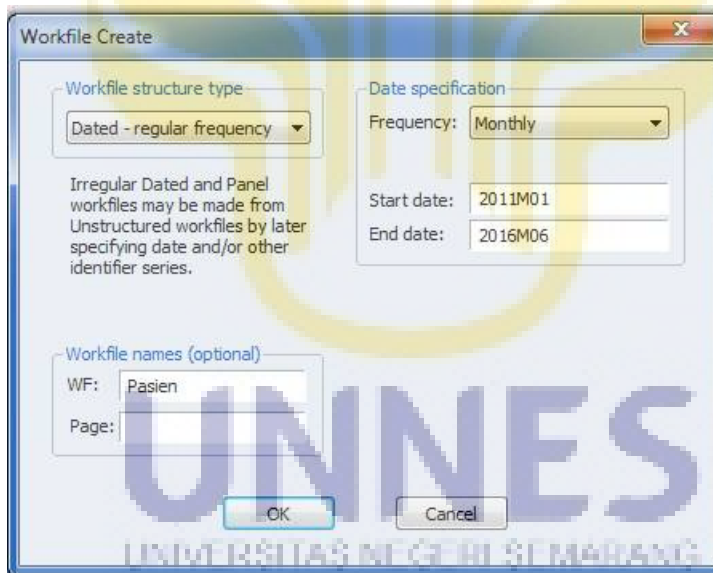 Workfile Create
Workfile structure type
Dated - regular frequency
Irregular Dated and Panel
workfiles may be made from
Unstructured workfiles by later
specifying date and/or other
identifier series.
Date specification
Frequency: Monthly
Start date: 2011M01
End date: 2016M06
Workfile names (optional)
WF: Pasien
Page:
OK
Cancel
UNNES
UNIVERSITAS NEGERI SEMARANG